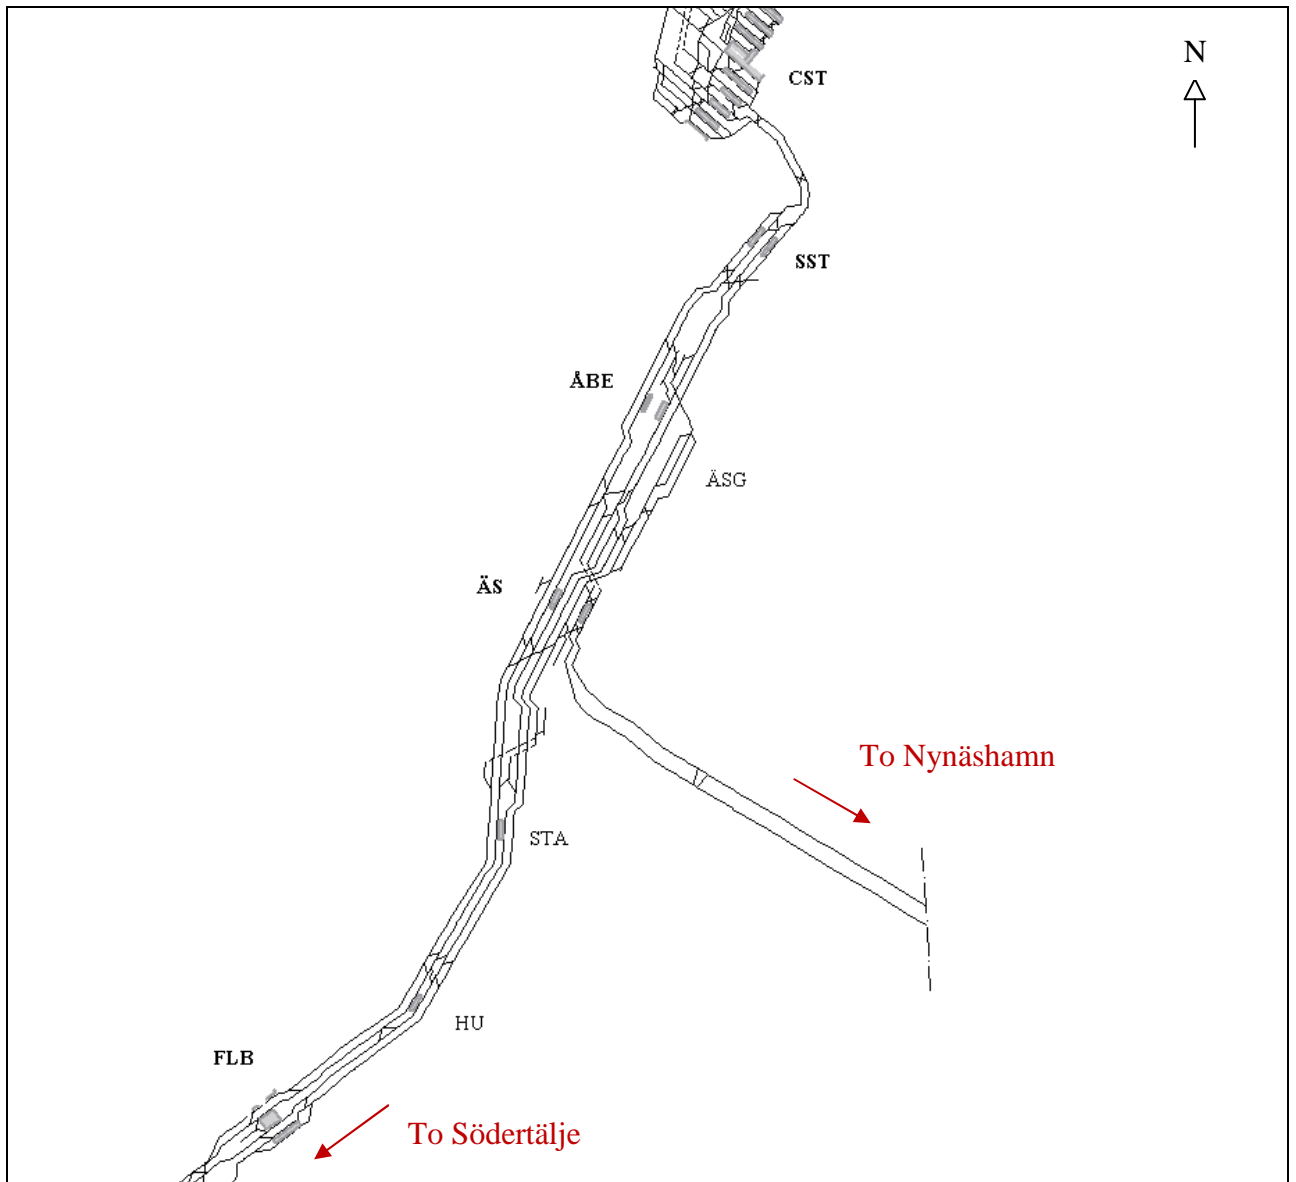 N
CST
SST
ÅBE
ÄSG
ÄS
To Nynäshamn
STA
HU
FLB
To Södertälje